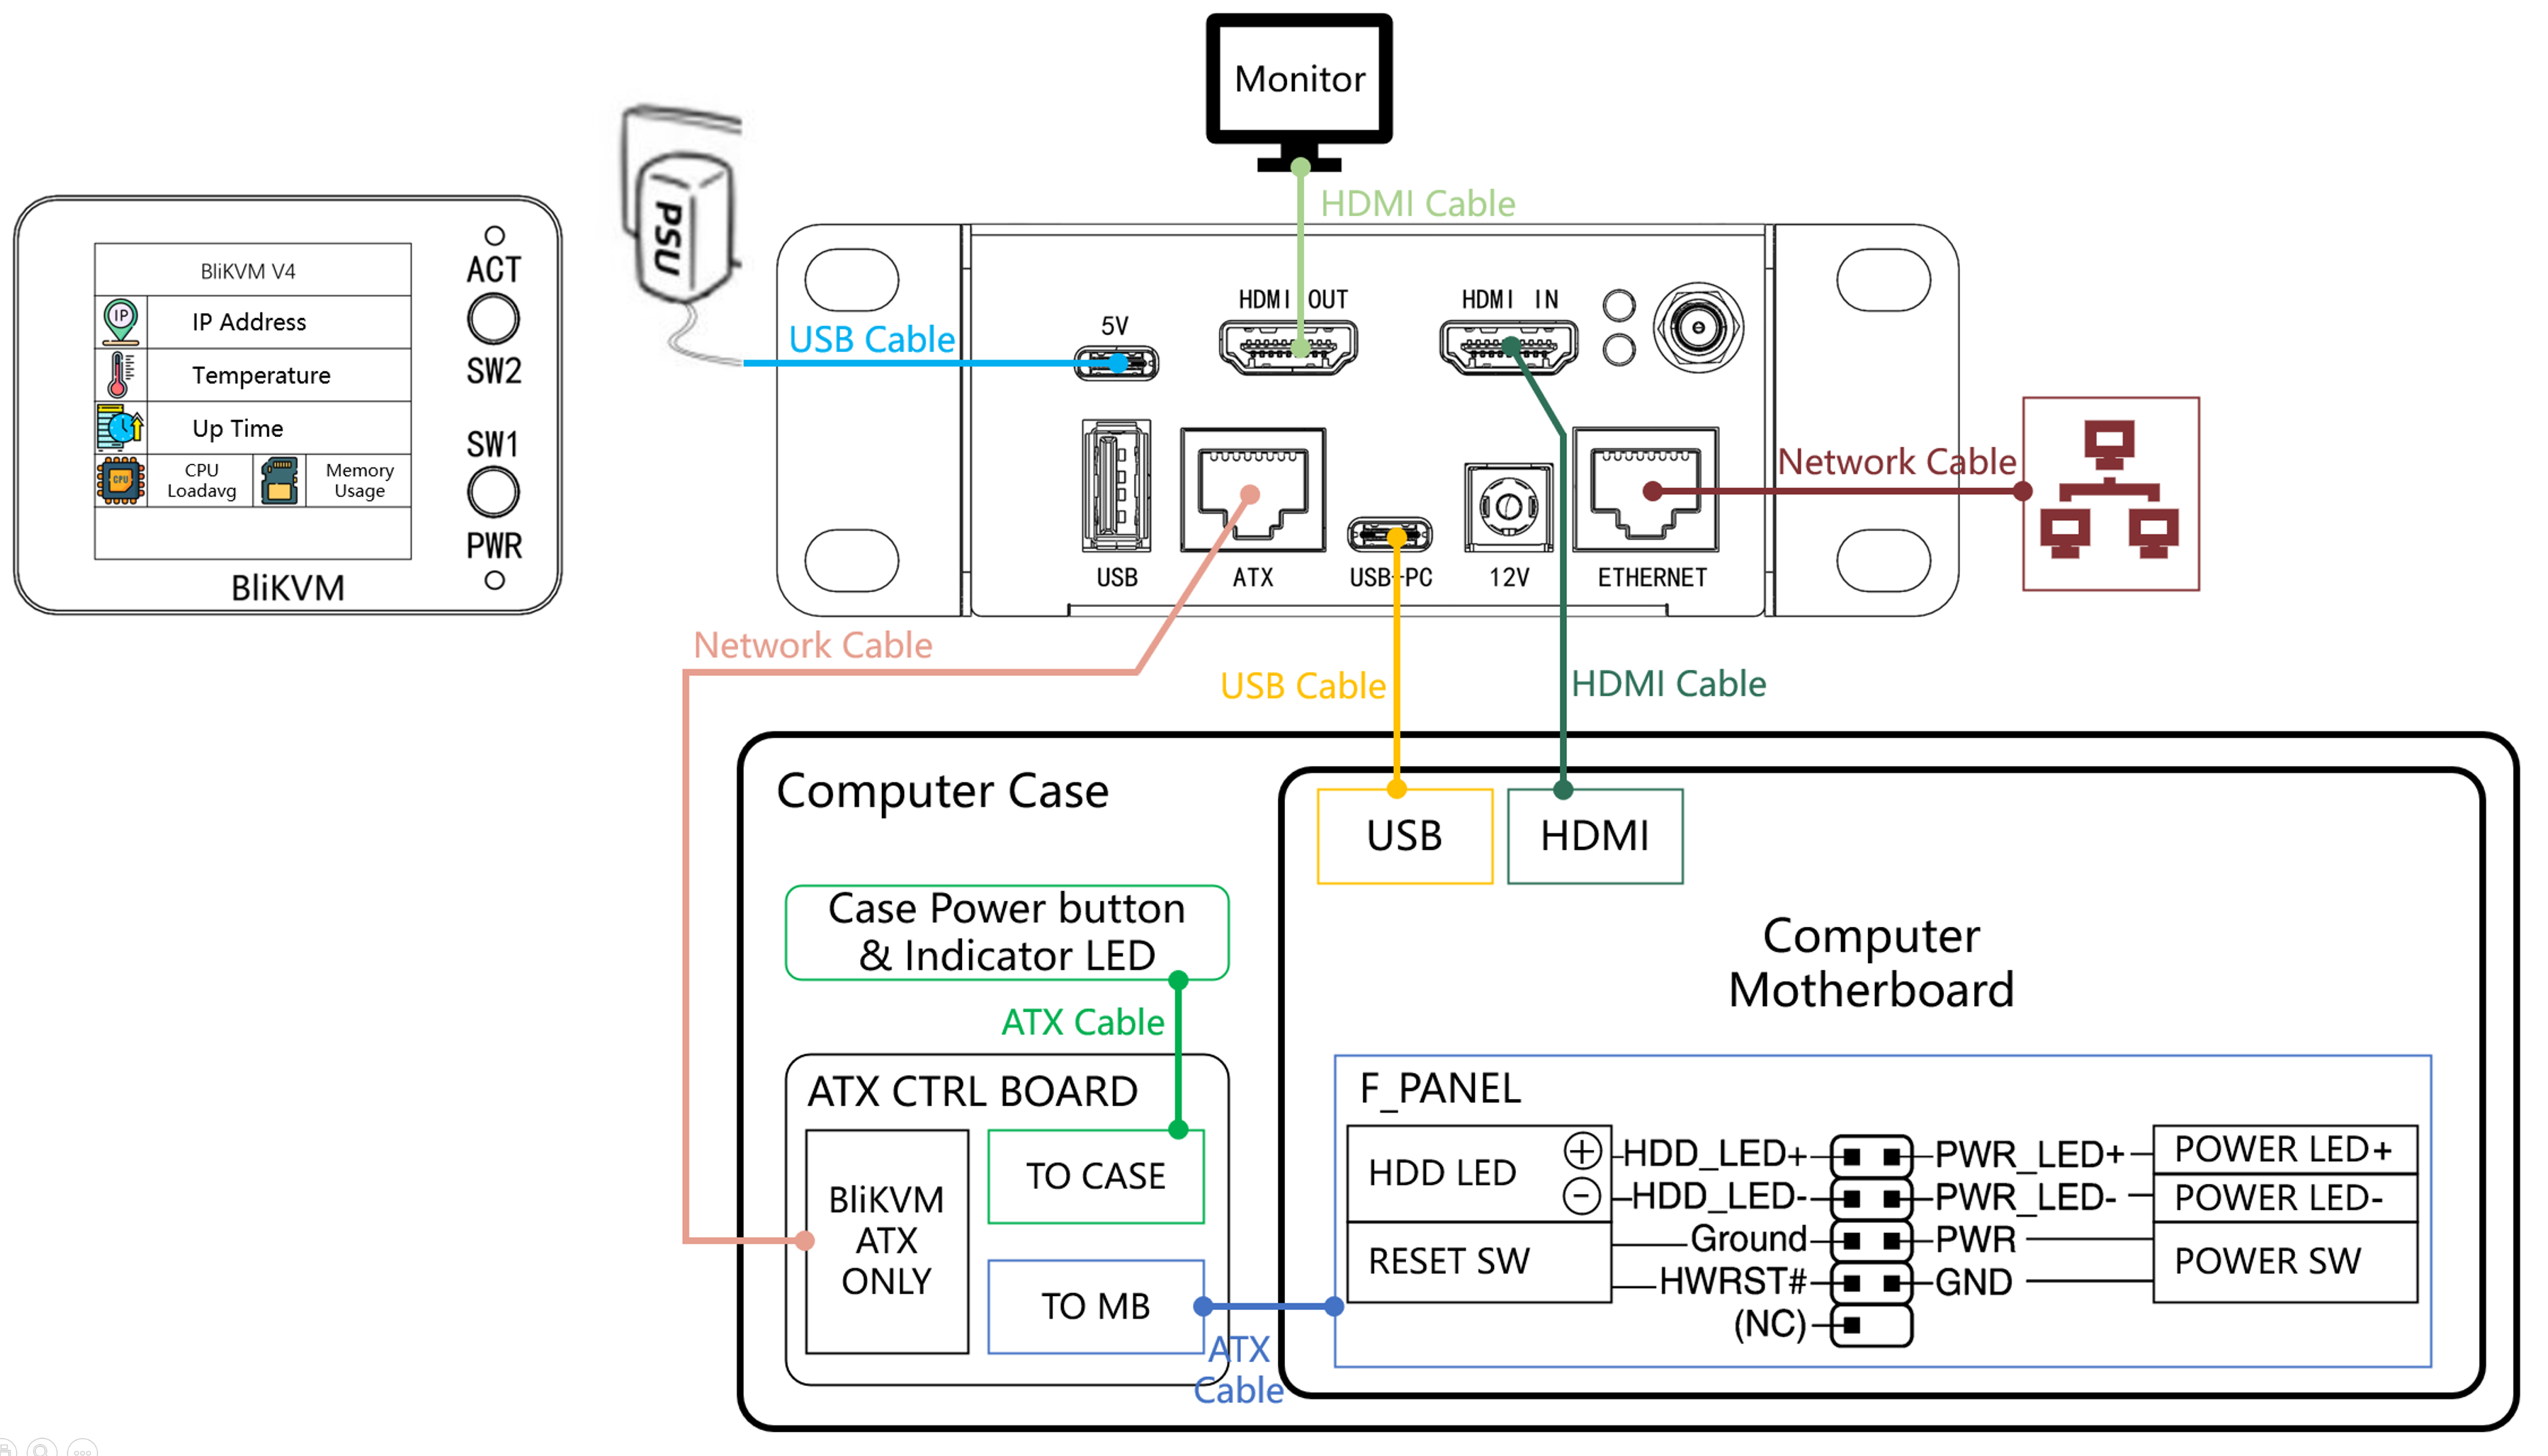 Monitor
HDMI Cable
PSU
USB Cable
BliKVM V4
IP
IP Address
Temperature
Up Time
CPU
CPU
Loadavg
Memory
Usage
BliKVM
ACT
SW2
SW1
PWR
5V
HDMI OUT
HDMI IN
USB
ATX
USB-PC
12V
ETHERNET
Network Cable
Network Cable
USB Cable
HDMI Cable
Computer Case
USB
HDMI
Case Power button
& Indicator LED
Computer
Motherboard
ATX Cable
ATX CTRL BOARD
BliKVM
ATX
ONLY
TO CASE
TO MB
ATX
Cable
F_PANEL
HDD LED
+
-
RESET SW
HDD_LED+
HDD_LED-
Ground
HWRST#
(NC)
PWR_LED+
PWR_LED-
PWR
GND
POWER LED+
POWER LED-
POWER SW